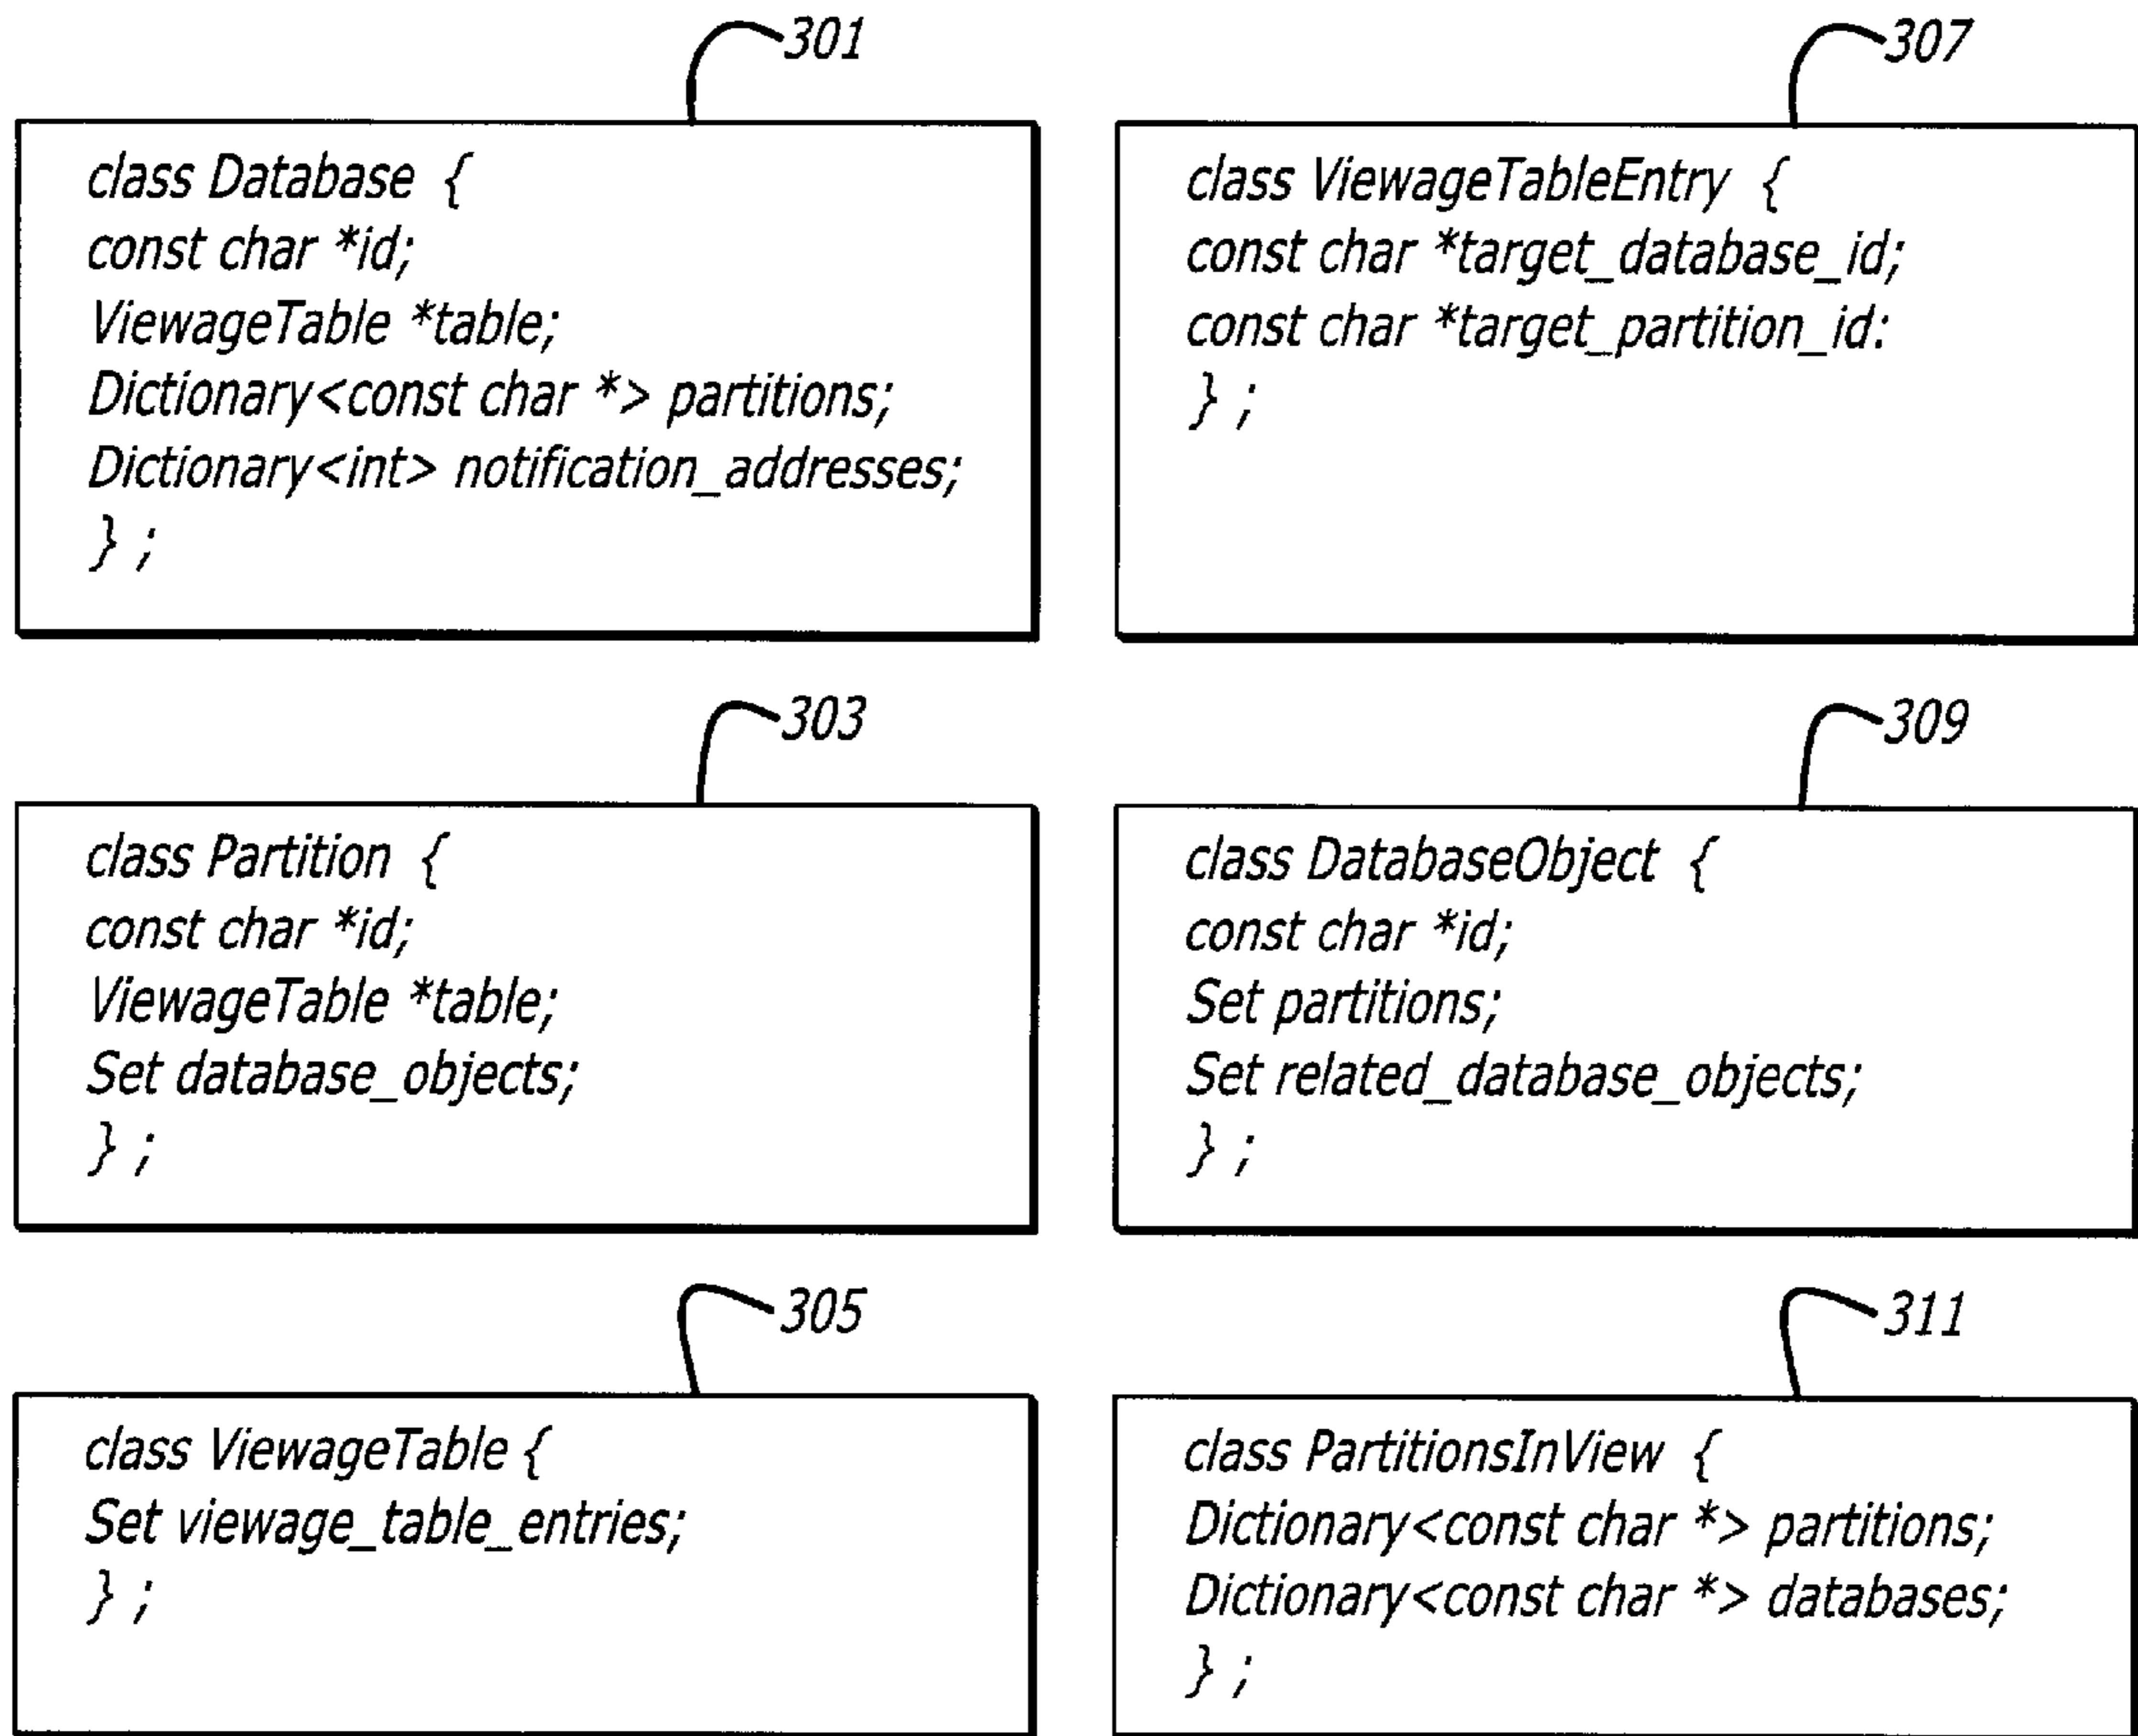 301
class Database {
const char *id;
ViewageTable *table;
Dictionary<const char *> partitions;
Dictionary<int> notification_addresses;
} ;
307
class ViewageTableEntry {
const char *target_database_id;
const char *target_partition_id:
} ;
303
class Partition {
const char *id;
ViewageTable *table;
Set database_objects;
} ;
309
class DatabaseObject {
const char *id;
Set partitions;
Set related_database_objects;
} ;
305
class ViewageTable {
Set viewage_table_entries;
} ;
311
class PartitionsInView {
Dictionary<const char *> partitions;
Dictionary<const char *> databases;
} ;